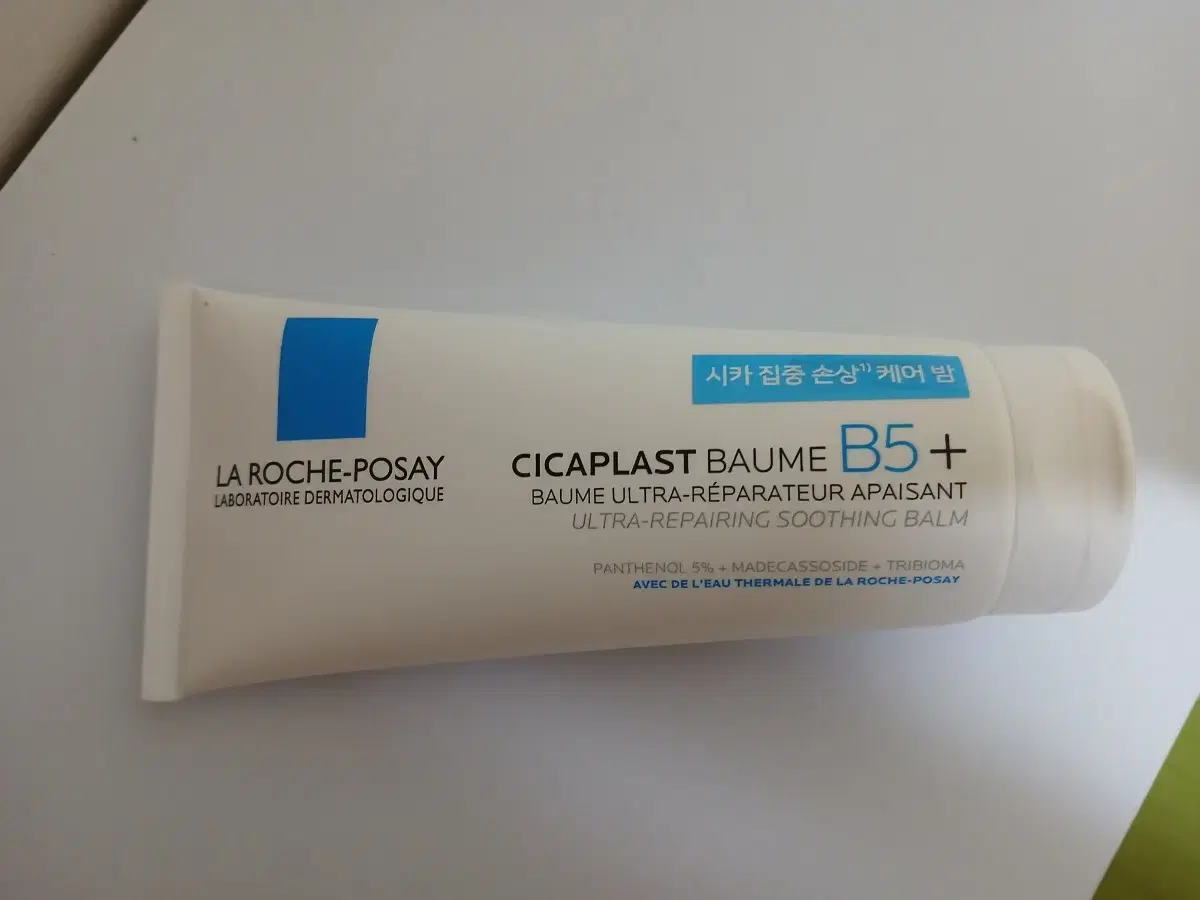 LA ROCHE-POSAY
LABORATOIRE DERMATOLOGIQUE
시카 집중 손상¹⁾ 케어 밤
CICAPLAST BAUME B5+
BAUME ULTRA-RÉPARATEUR APAISANT
ULTRA-REPAIRING SOOTHING BALM
PANTHENOL 5% + MADECASSOSIDE + TRIBIOMA
AVEC DE L'EAU THERMALE DE LA ROCHE-POSAY